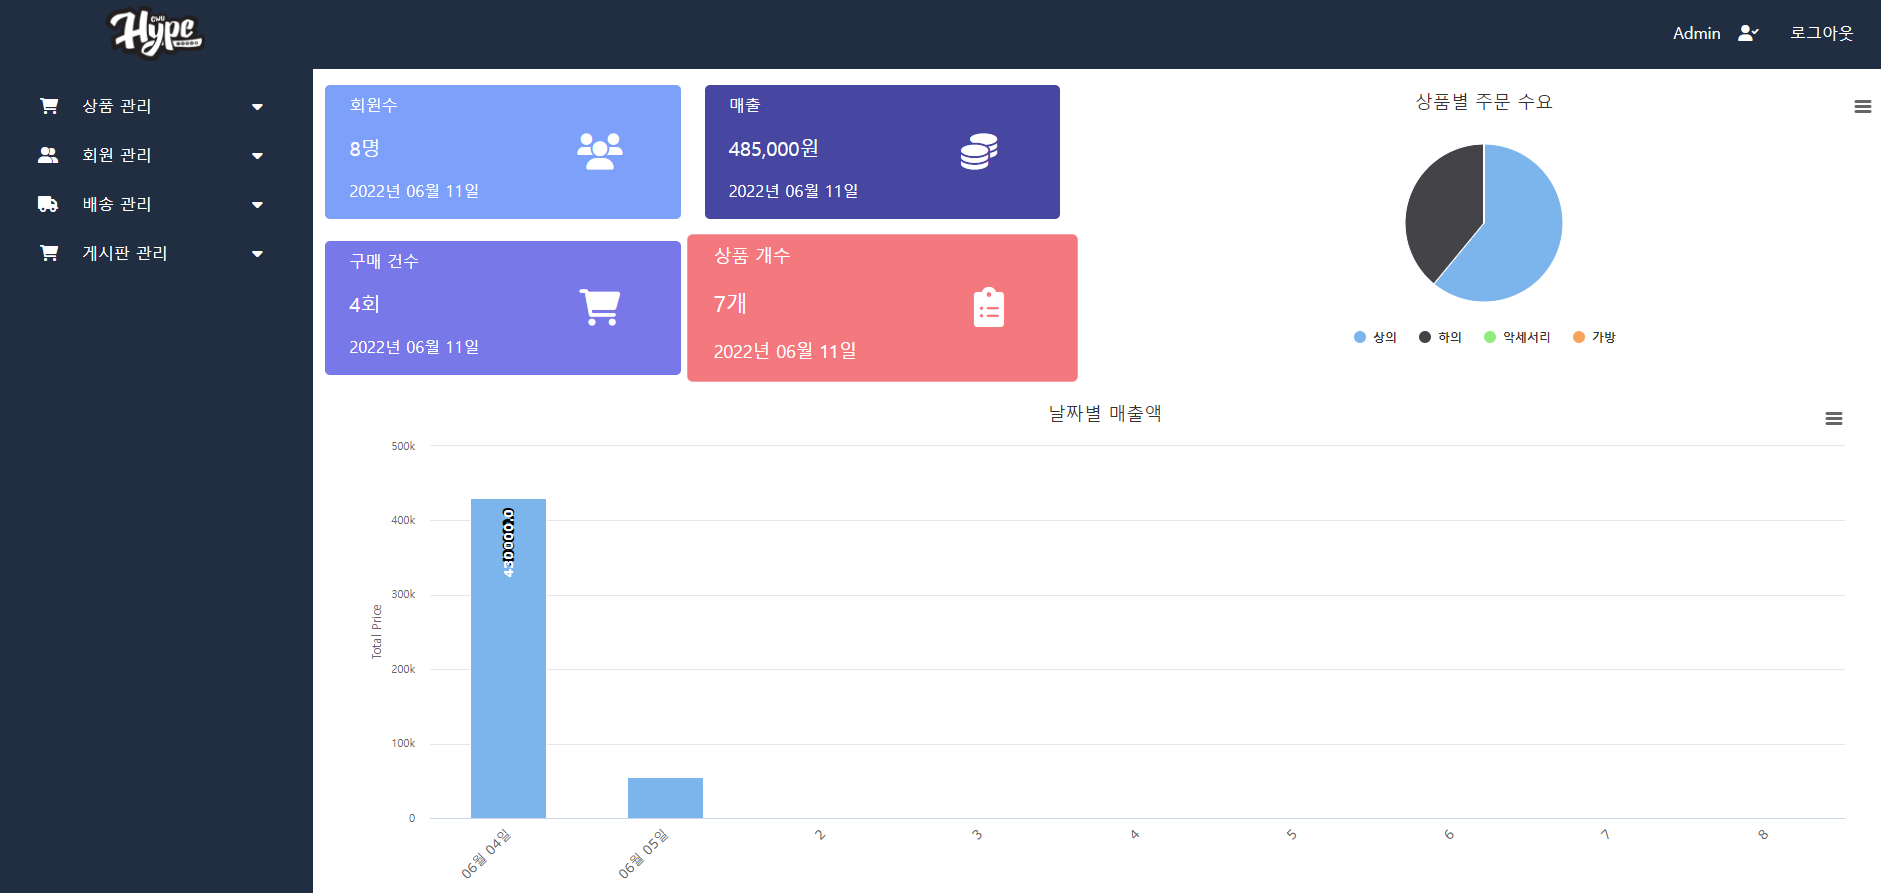 CWU
Hype
Admin
로그아웃
상품 관리
회원 관리
배송 관리
게시판 관리
회원수
8명
2022년 06월 11일
매출
485,000원
2022년 06월 11일
구매 건수
4회
2022년 06월 11일
상품 개수
7개
2022년 06월 11일
상품별 주문 수요
상의 하의 악세서리 가방
날짜별 매출액
Total Price
500k
400k
300k
200k
100k
0
430000.0
06월 04일 06월 05일 2 3 4 5 6 7 8